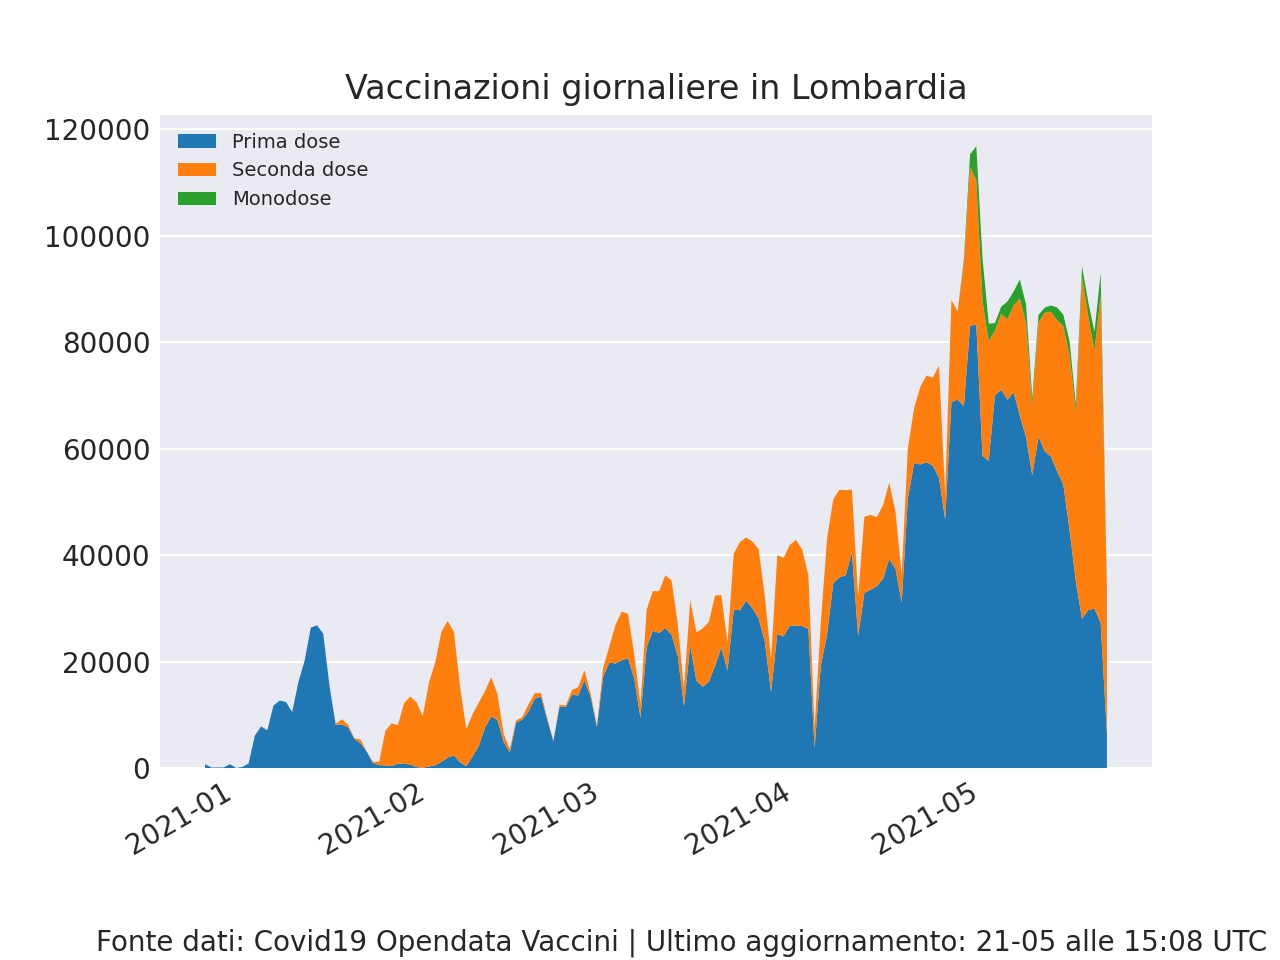 Vaccinazioni giornaliere in Lombardia
120000
100000
80000
60000
40000
20000
0
Prima dose
Seconda dose
Monodose
2021-01
2021-02
2021-03
2021-04
2021-05
Fonte dati: Covid19 Opendata Vaccini | Ultimo aggiornamento: 21-05 alle 15:08 UTC